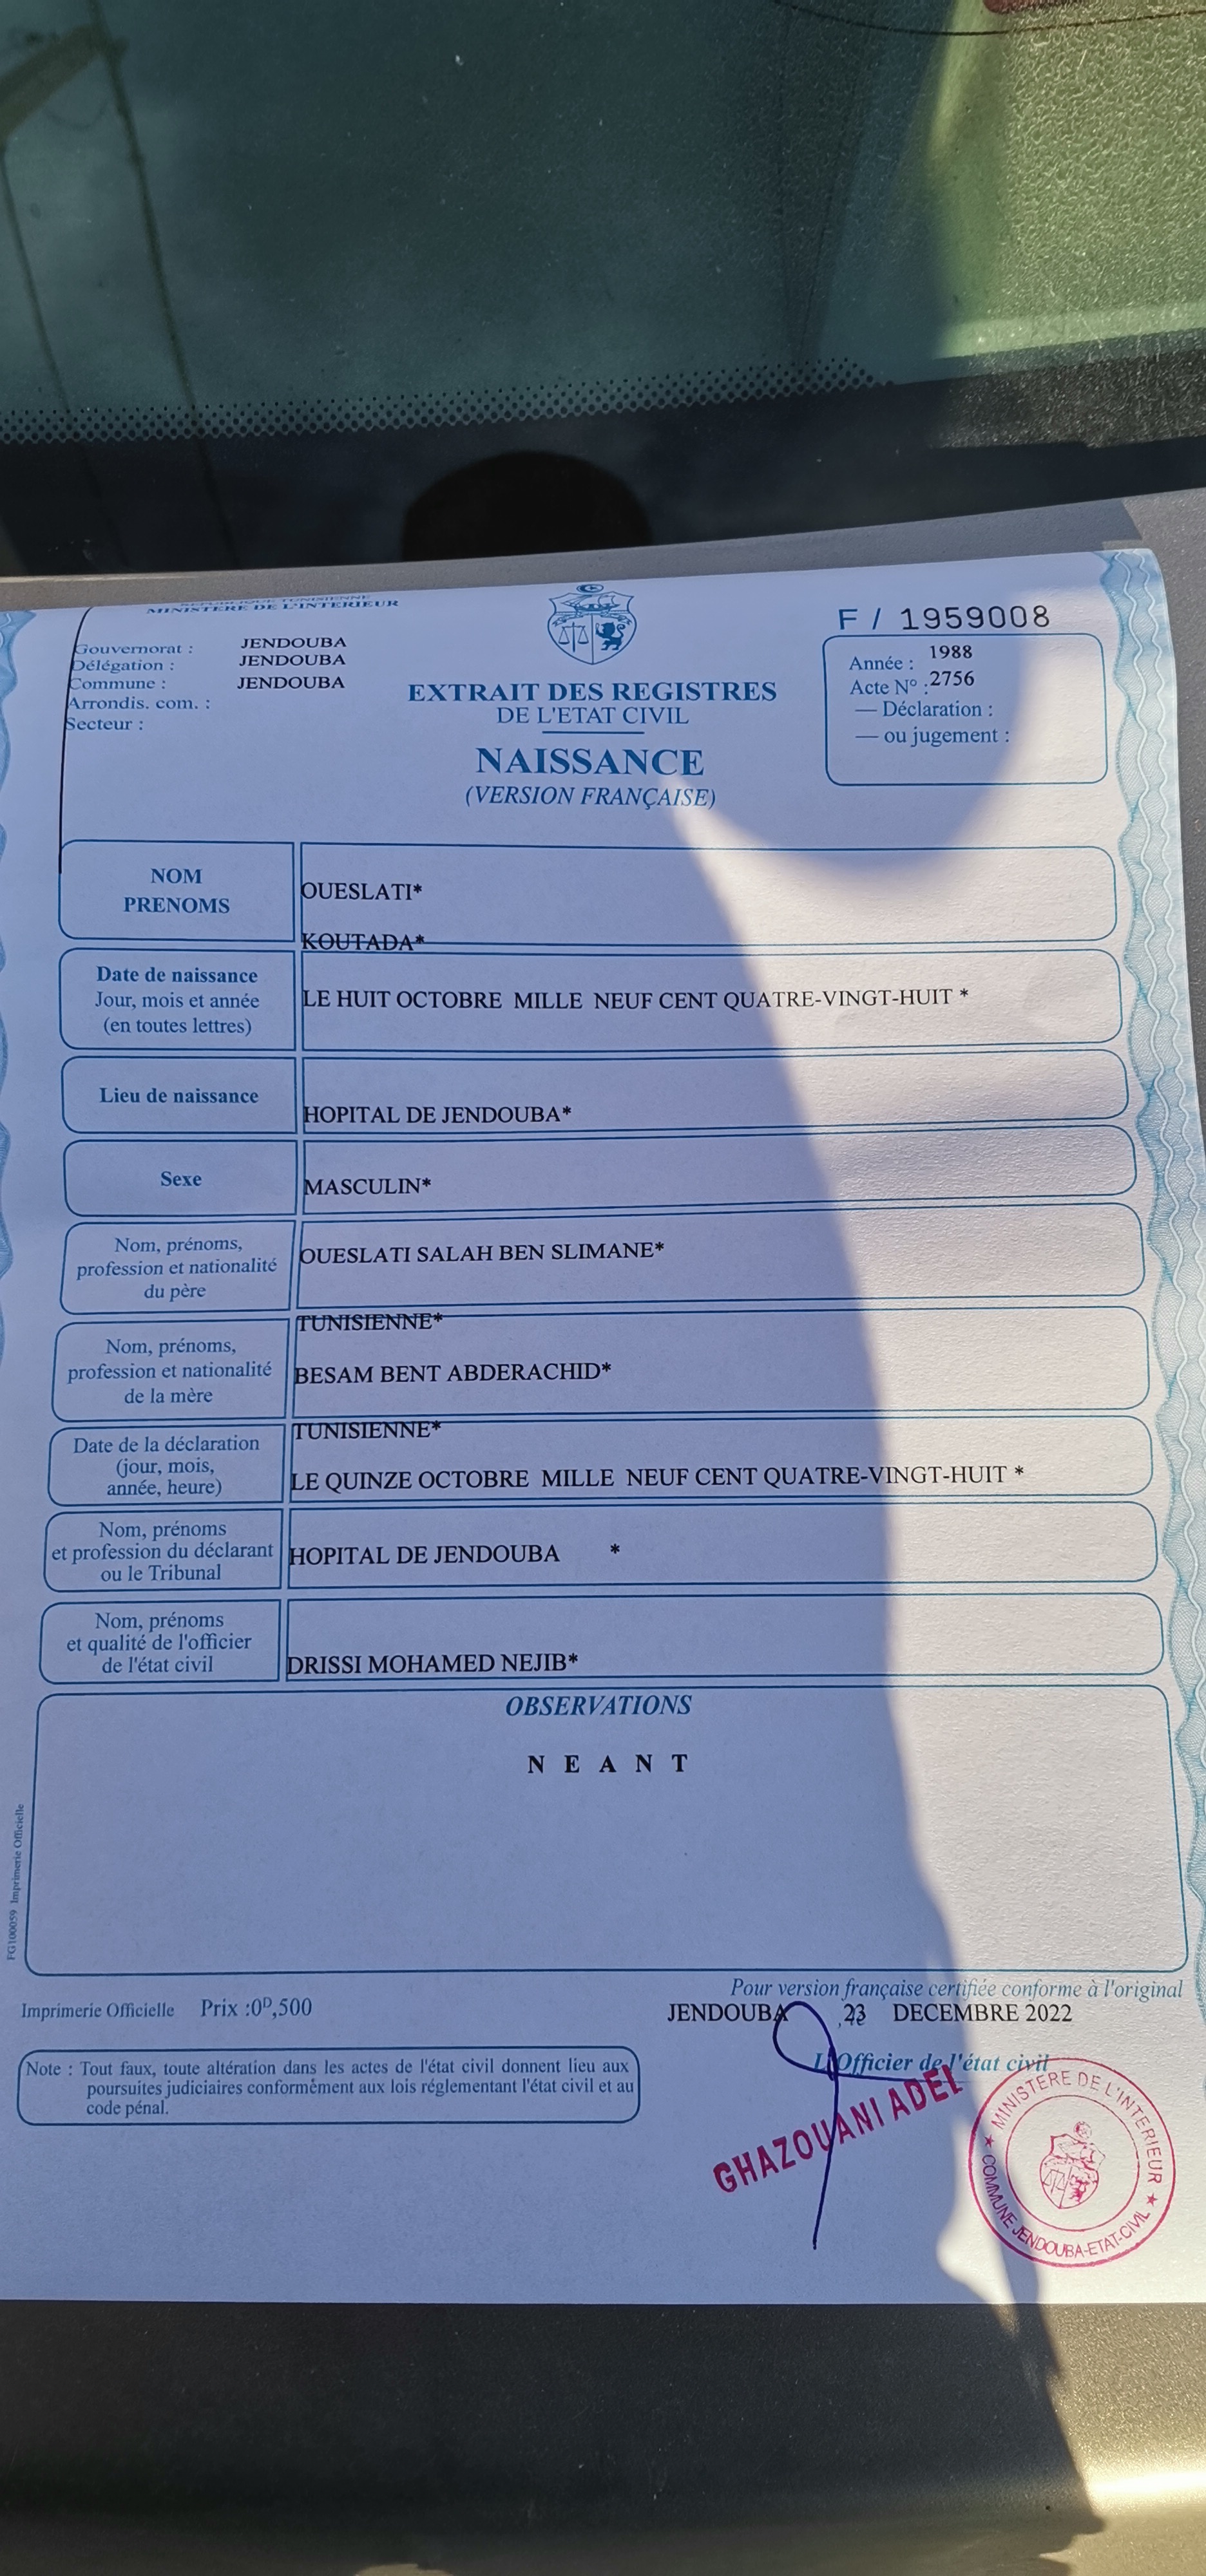 REPUBLIQUE TUNISIENNE
MINISTERE DE L'INTERIEUR
Gouvernorat : JENDOUBA
Délégation : JENDOUBA
Commune : JENDOUBA
Arrondis. com. :
Secteur :
EXTRAIT DES REGISTRES
DE L'ETAT CIVIL
NAISSANCE
(VERSION FRANÇAISE)
F / 1959008
Année : 1988
Acte N° : 2756
— Déclaration :
— ou jugement :
NOM
PRENOMS
OUESLATI*
KOUTADA*
Date de naissance
Jour, mois et année
(en toutes lettres)
LE HUIT OCTOBRE MILLE NEUF CENT QUATRE-VINGT-HUIT *
Lieu de naissance
HOPITAL DE JENDOUBA*
Sexe
MASCULIN*
Nom, prénoms,
profession et nationalité
du père
OUESLATI SALAH BEN SLIMANE*
TUNISIENNE*
Nom, prénoms,
profession et nationalité
de la mère
BESAM BENT ABDERACHID*
TUNISIENNE*
Date de la déclaration
(jour, mois,
année, heure)
LE QUINZE OCTOBRE MILLE NEUF CENT QUATRE-VINGT-HUIT *
Nom, prénoms
et profession du déclarant
ou le Tribunal
HOPITAL DE JENDOUBA *
Nom, prénoms
et qualité de l'officier
de l'état civil
DRISSI MOHAMED NEJIB*
OBSERVATIONS
N E A N T
FG100059 Imprimerie Officielle
Imprimerie Officielle Prix :0ᴰ,500
Pour version française certifiée conforme à l'original
JENDOUBA ,le 23 DECEMBRE 2022
L'Officier de l'état civil
GHAZOUANI ADEL
MINISTERE DE L'INTERIEUR
COMMUNE JENDOUBA-ETAT-CIVIL
Note : Tout faux, toute altération dans les actes de l'état civil donnent lieu aux
poursuites judiciaires conformément aux lois réglementant l'état civil et au
code pénal.